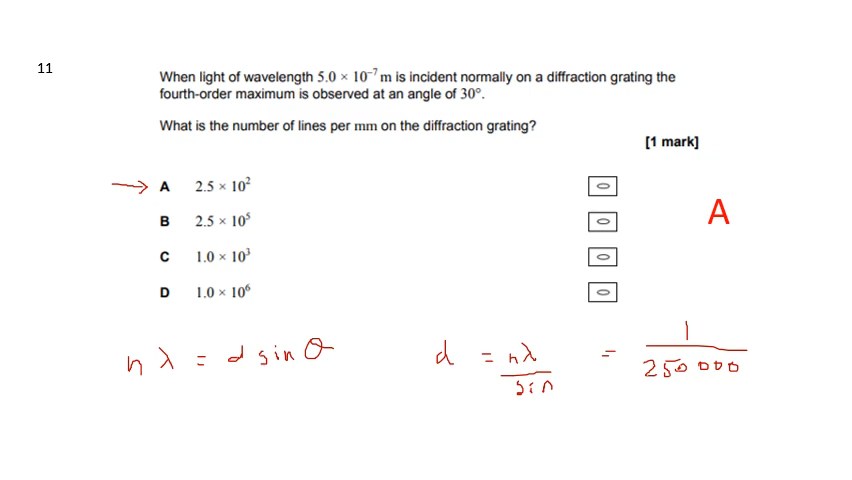 11
When light of wavelength 5.0 × 10⁻⁷ m is incident normally on a diffraction grating the
fourth-order maximum is observed at an angle of 30°.
What is the number of lines per mm on the diffraction grating?
[1 mark]
→ A 2.5 × 10²
B 2.5 × 10⁵
C 1.0 × 10³
D 1.0 × 10⁶
A
nλ = d sin θ
d = nλ / sin = 1 / 250 000